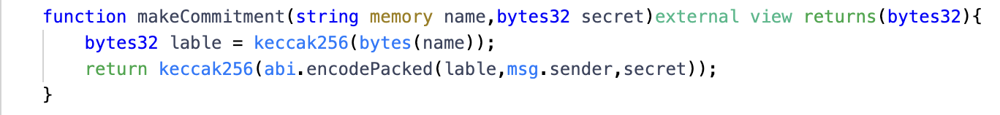 function makeCommitment(string memory name,bytes32 secret)external view returns(bytes32){
    bytes32 lable = keccak256(bytes(name));
    return keccak256(abi.encodePacked(lable,msg.sender,secret));
}